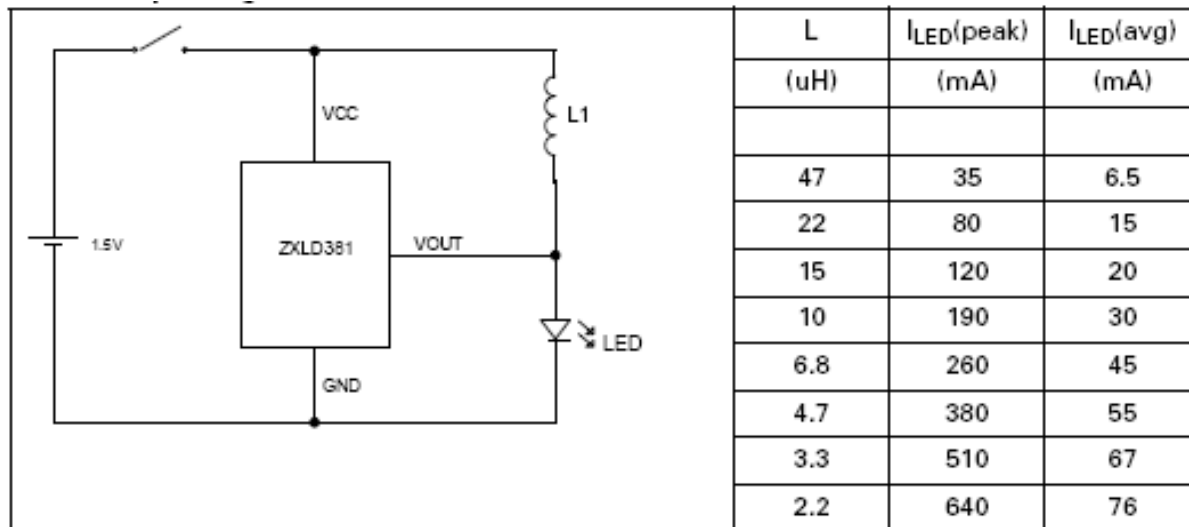 VCC
L1
1.5V
ZXLD381
VOUT
LED
GND
L I_LED(peak) I_LED(avg)
(uH) (mA) (mA)
47 35 6.5
22 80 15
15 120 20
10 190 30
6.8 260 45
4.7 380 55
3.3 510 67
2.2 640 76